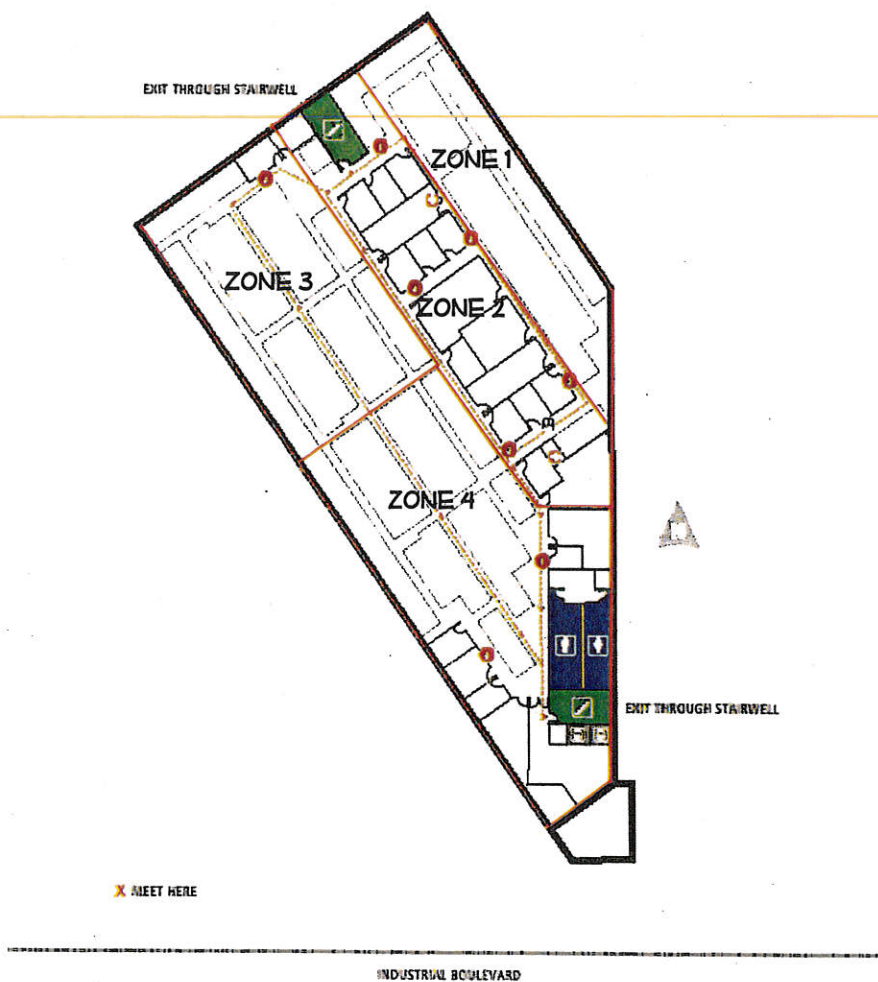 EXIT THROUGH STAIRWELL
ZONE 1
ZONE 3
ZONE 2
ZONE 4
EXIT THROUGH STAIRWELL
X MEET HERE
INDUSTRIAL BOULEVARD